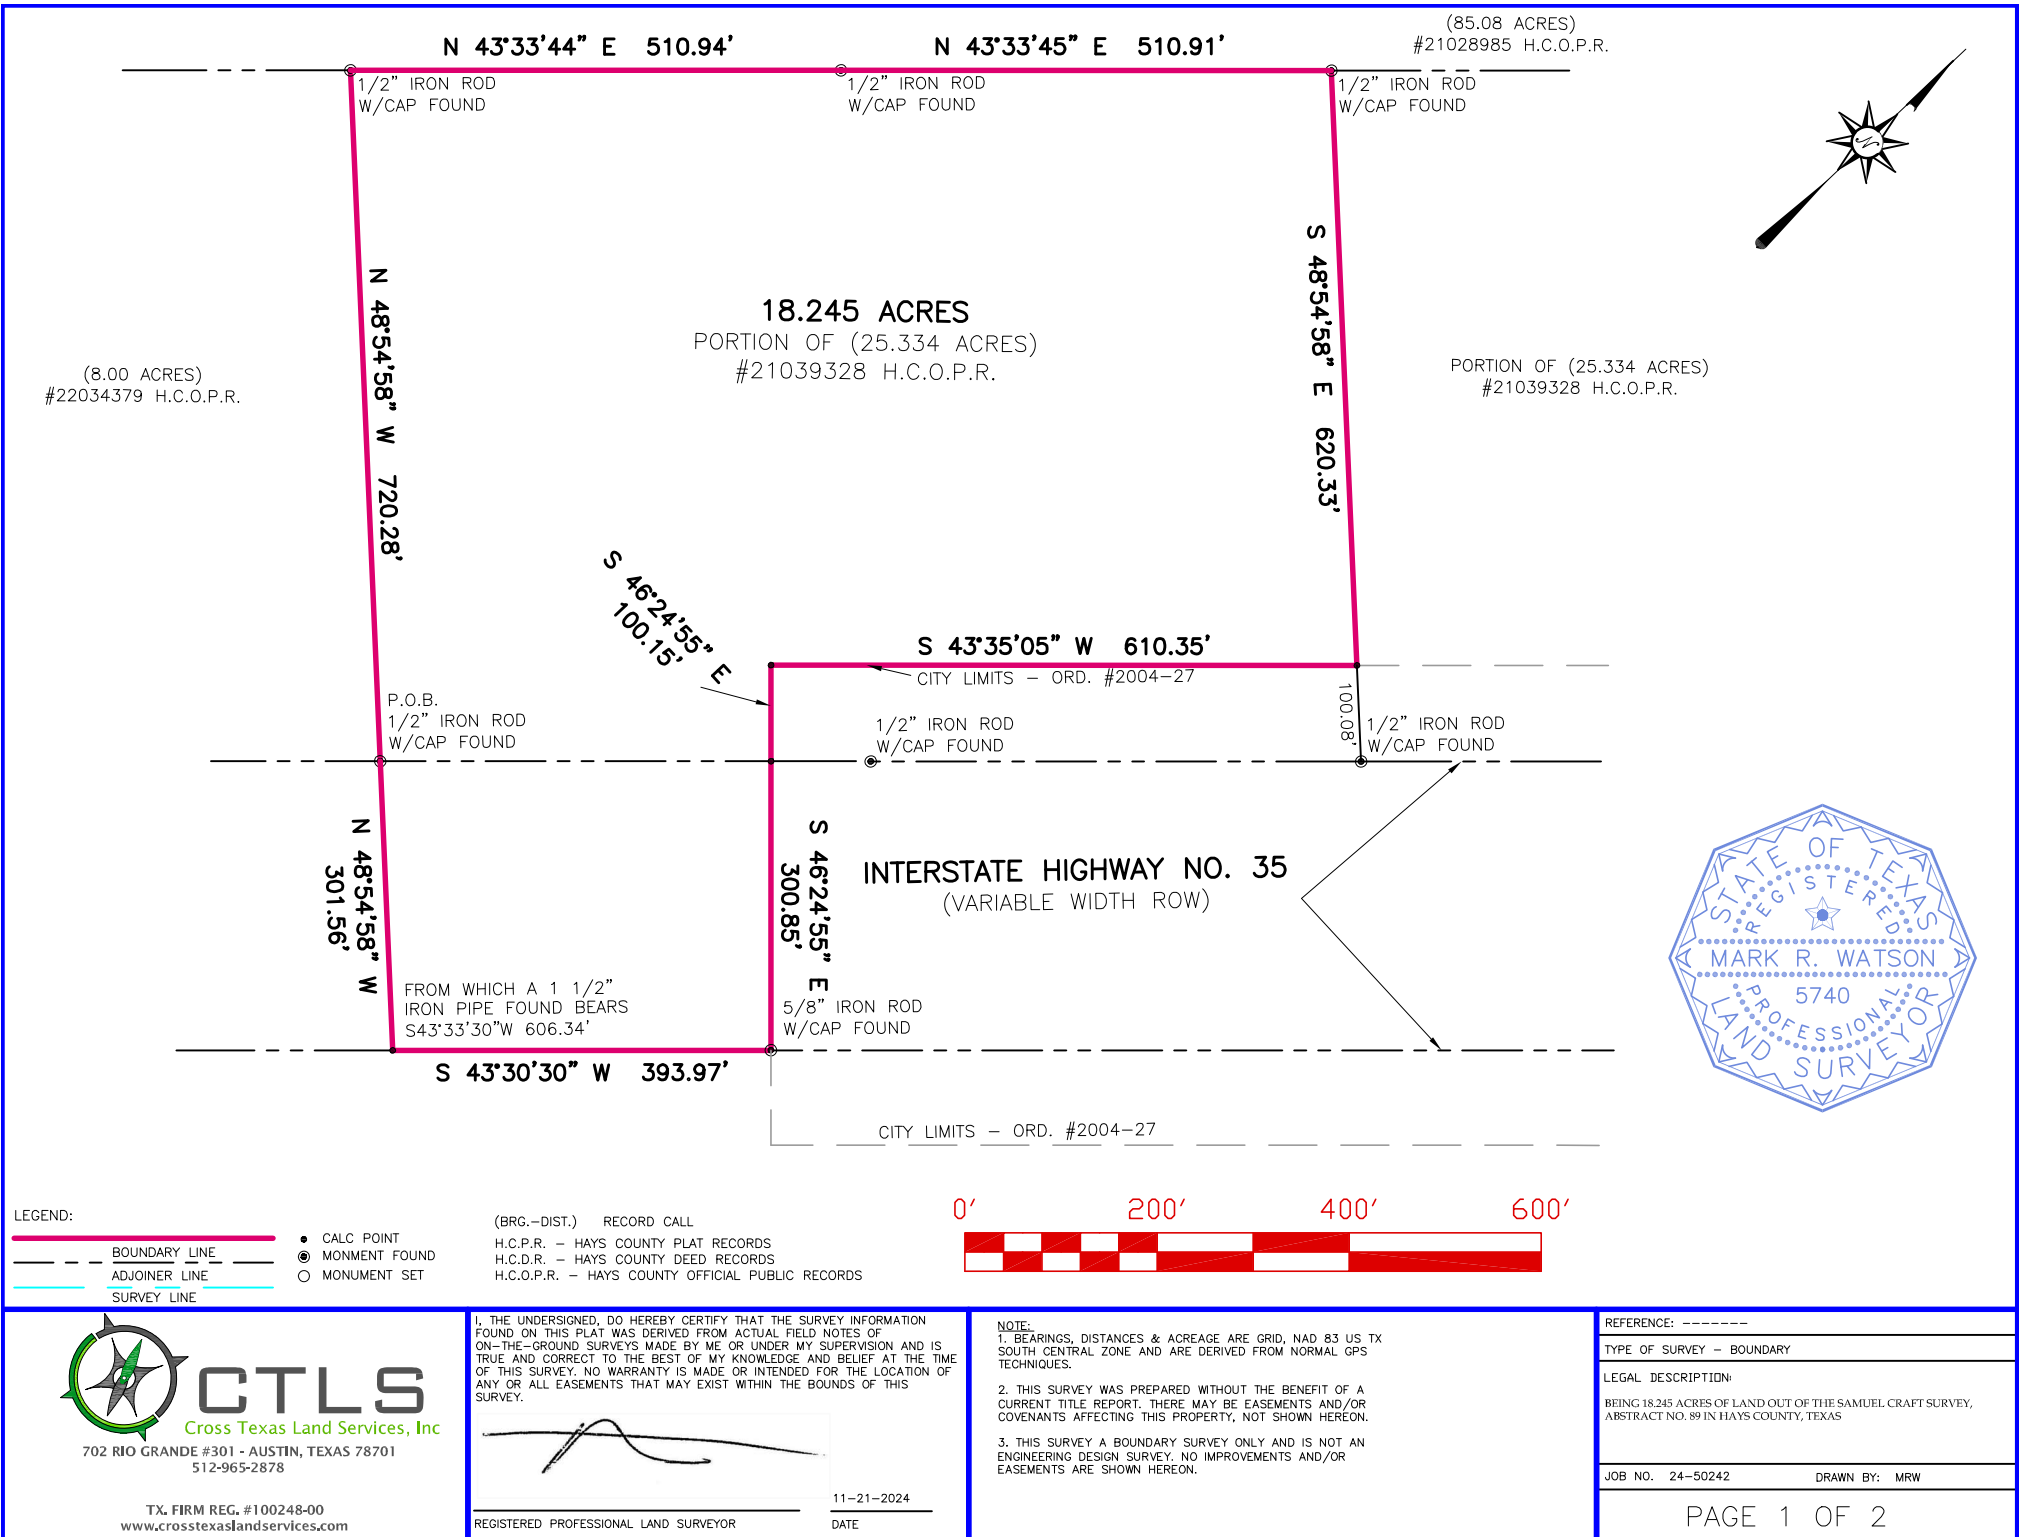 N 43°33'44" E 510.94'
N 43°33'45" E 510.91'
(85.08 ACRES)
#21028985 H.C.O.P.R.
1/2" IRON ROD
W/CAP FOUND
1/2" IRON ROD
W/CAP FOUND
1/2" IRON ROD
W/CAP FOUND
N
N 48°54'58" W 720.28'
S 48°54'58" E 620.33'
18.245 ACRES
PORTION OF (25.334 ACRES)
#21039328 H.C.O.P.R.
(8.00 ACRES)
#22034379 H.C.O.P.R.
PORTION OF (25.334 ACRES)
#21039328 H.C.O.P.R.
S 46°24'55" E
100.15'
S 43°35'05" W 610.35'
CITY LIMITS - ORD. #2004-27
P.O.B.
1/2" IRON ROD
W/CAP FOUND
1/2" IRON ROD
W/CAP FOUND
100.08'
1/2" IRON ROD
W/CAP FOUND
N 48°54'58" W
301.56'
S 46°24'55" E
300.85'
INTERSTATE HIGHWAY NO. 35
(VARIABLE WIDTH ROW)
FROM WHICH A 1 1/2"
IRON PIPE FOUND BEARS
S43°33'30"W 606.34'
5/8" IRON ROD
W/CAP FOUND
S 43°30'30" W 393.97'
CITY LIMITS - ORD. #2004-27
STATE OF TEXAS
REGISTERED
MARK R. WATSON
5740
PROFESSIONAL
LAND SURVEYOR
LEGEND:
BOUNDARY LINE
ADJOINER LINE
SURVEY LINE
CALC POINT
MONMENT FOUND
MONUMENT SET
(BRG.-DIST.) RECORD CALL
H.C.P.R. - HAYS COUNTY PLAT RECORDS
H.C.D.R. - HAYS COUNTY DEED RECORDS
H.C.O.P.R. - HAYS COUNTY OFFICIAL PUBLIC RECORDS
0' 200' 400' 600'
CTLS
Cross Texas Land Services, Inc
702 RIO GRANDE #301 - AUSTIN, TEXAS 78701
512-965-2878
TX. FIRM REG. #100248-00
www.crosstexaslandservices.com
I, THE UNDERSIGNED, DO HEREBY CERTIFY THAT THE SURVEY INFORMATION
FOUND ON THIS PLAT WAS DERIVED FROM ACTUAL FIELD NOTES OF
ON-THE-GROUND SURVEYS MADE BY ME OR UNDER MY SUPERVISION AND IS
TRUE AND CORRECT TO THE BEST OF MY KNOWLEDGE AND BELIEF AT THE TIME
OF THIS SURVEY. NO WARRANTY IS MADE OR INTENDED FOR THE LOCATION OF
ANY OR ALL EASEMENTS THAT MAY EXIST WITHIN THE BOUNDS OF THIS
SURVEY.
11-21-2024
REGISTERED PROFESSIONAL LAND SURVEYOR
DATE
NOTE:
1. BEARINGS, DISTANCES & ACREAGE ARE GRID, NAD 83 US TX
SOUTH CENTRAL ZONE AND ARE DERIVED FROM NORMAL GPS
TECHNIQUES.
2. THIS SURVEY WAS PREPARED WITHOUT THE BENEFIT OF A
CURRENT TITLE REPORT. THERE MAY BE EASEMENTS AND/OR
COVENANTS AFFECTING THIS PROPERTY, NOT SHOWN HEREON.
3. THIS SURVEY A BOUNDARY SURVEY ONLY AND IS NOT AN
ENGINEERING DESIGN SURVEY. NO IMPROVEMENTS AND/OR
EASEMENTS ARE SHOWN HEREON.
REFERENCE: -------
TYPE OF SURVEY - BOUNDARY
LEGAL DESCRIPTION:
BEING 18.245 ACRES OF LAND OUT OF THE SAMUEL CRAFT SURVEY,
ABSTRACT NO. 89 IN HAYS COUNTY, TEXAS
JOB NO. 24-50242
DRAWN BY: MRW
PAGE 1 OF 2